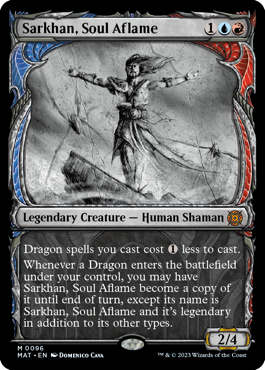 Sarkhan, Soul Aflame 1
Legendary Creature — Human Shaman
Dragon spells you cast cost 1 less to cast.
Whenever a Dragon enters the battlefield
under your control, you may have
Sarkhan, Soul Aflame become a copy of
it until end of turn, except its name is
Sarkhan, Soul Aflame and it's legendary
in addition to its other types.
2/4
M 0096
MAT • EN Domenico Cava
™ & © 2023 Wizards of the Coast